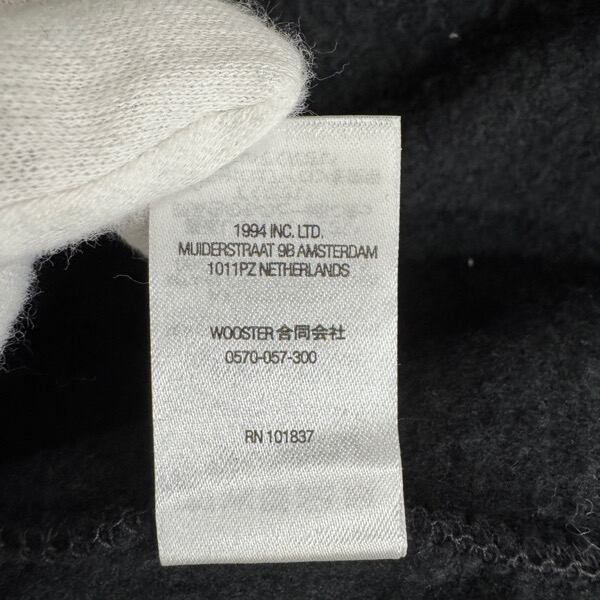 1994 INC. LTD.
MUIDERSTRAAT 9B AMSTERDAM
1011PZ NETHERLANDS
WOOSTER 合同会社
0570-057-300
RN 101837